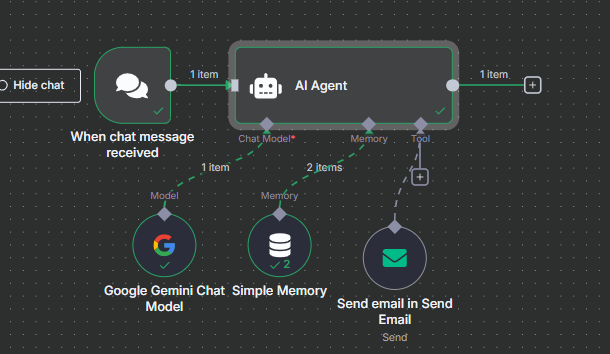 Hide chat
1 item
AI Agent
1 item
When chat message
received
Chat Model*
Memory
Tool
1 item
2 items
Model
Memory
2
Google Gemini Chat
Model
Simple Memory
Send email in Send
Email
Send